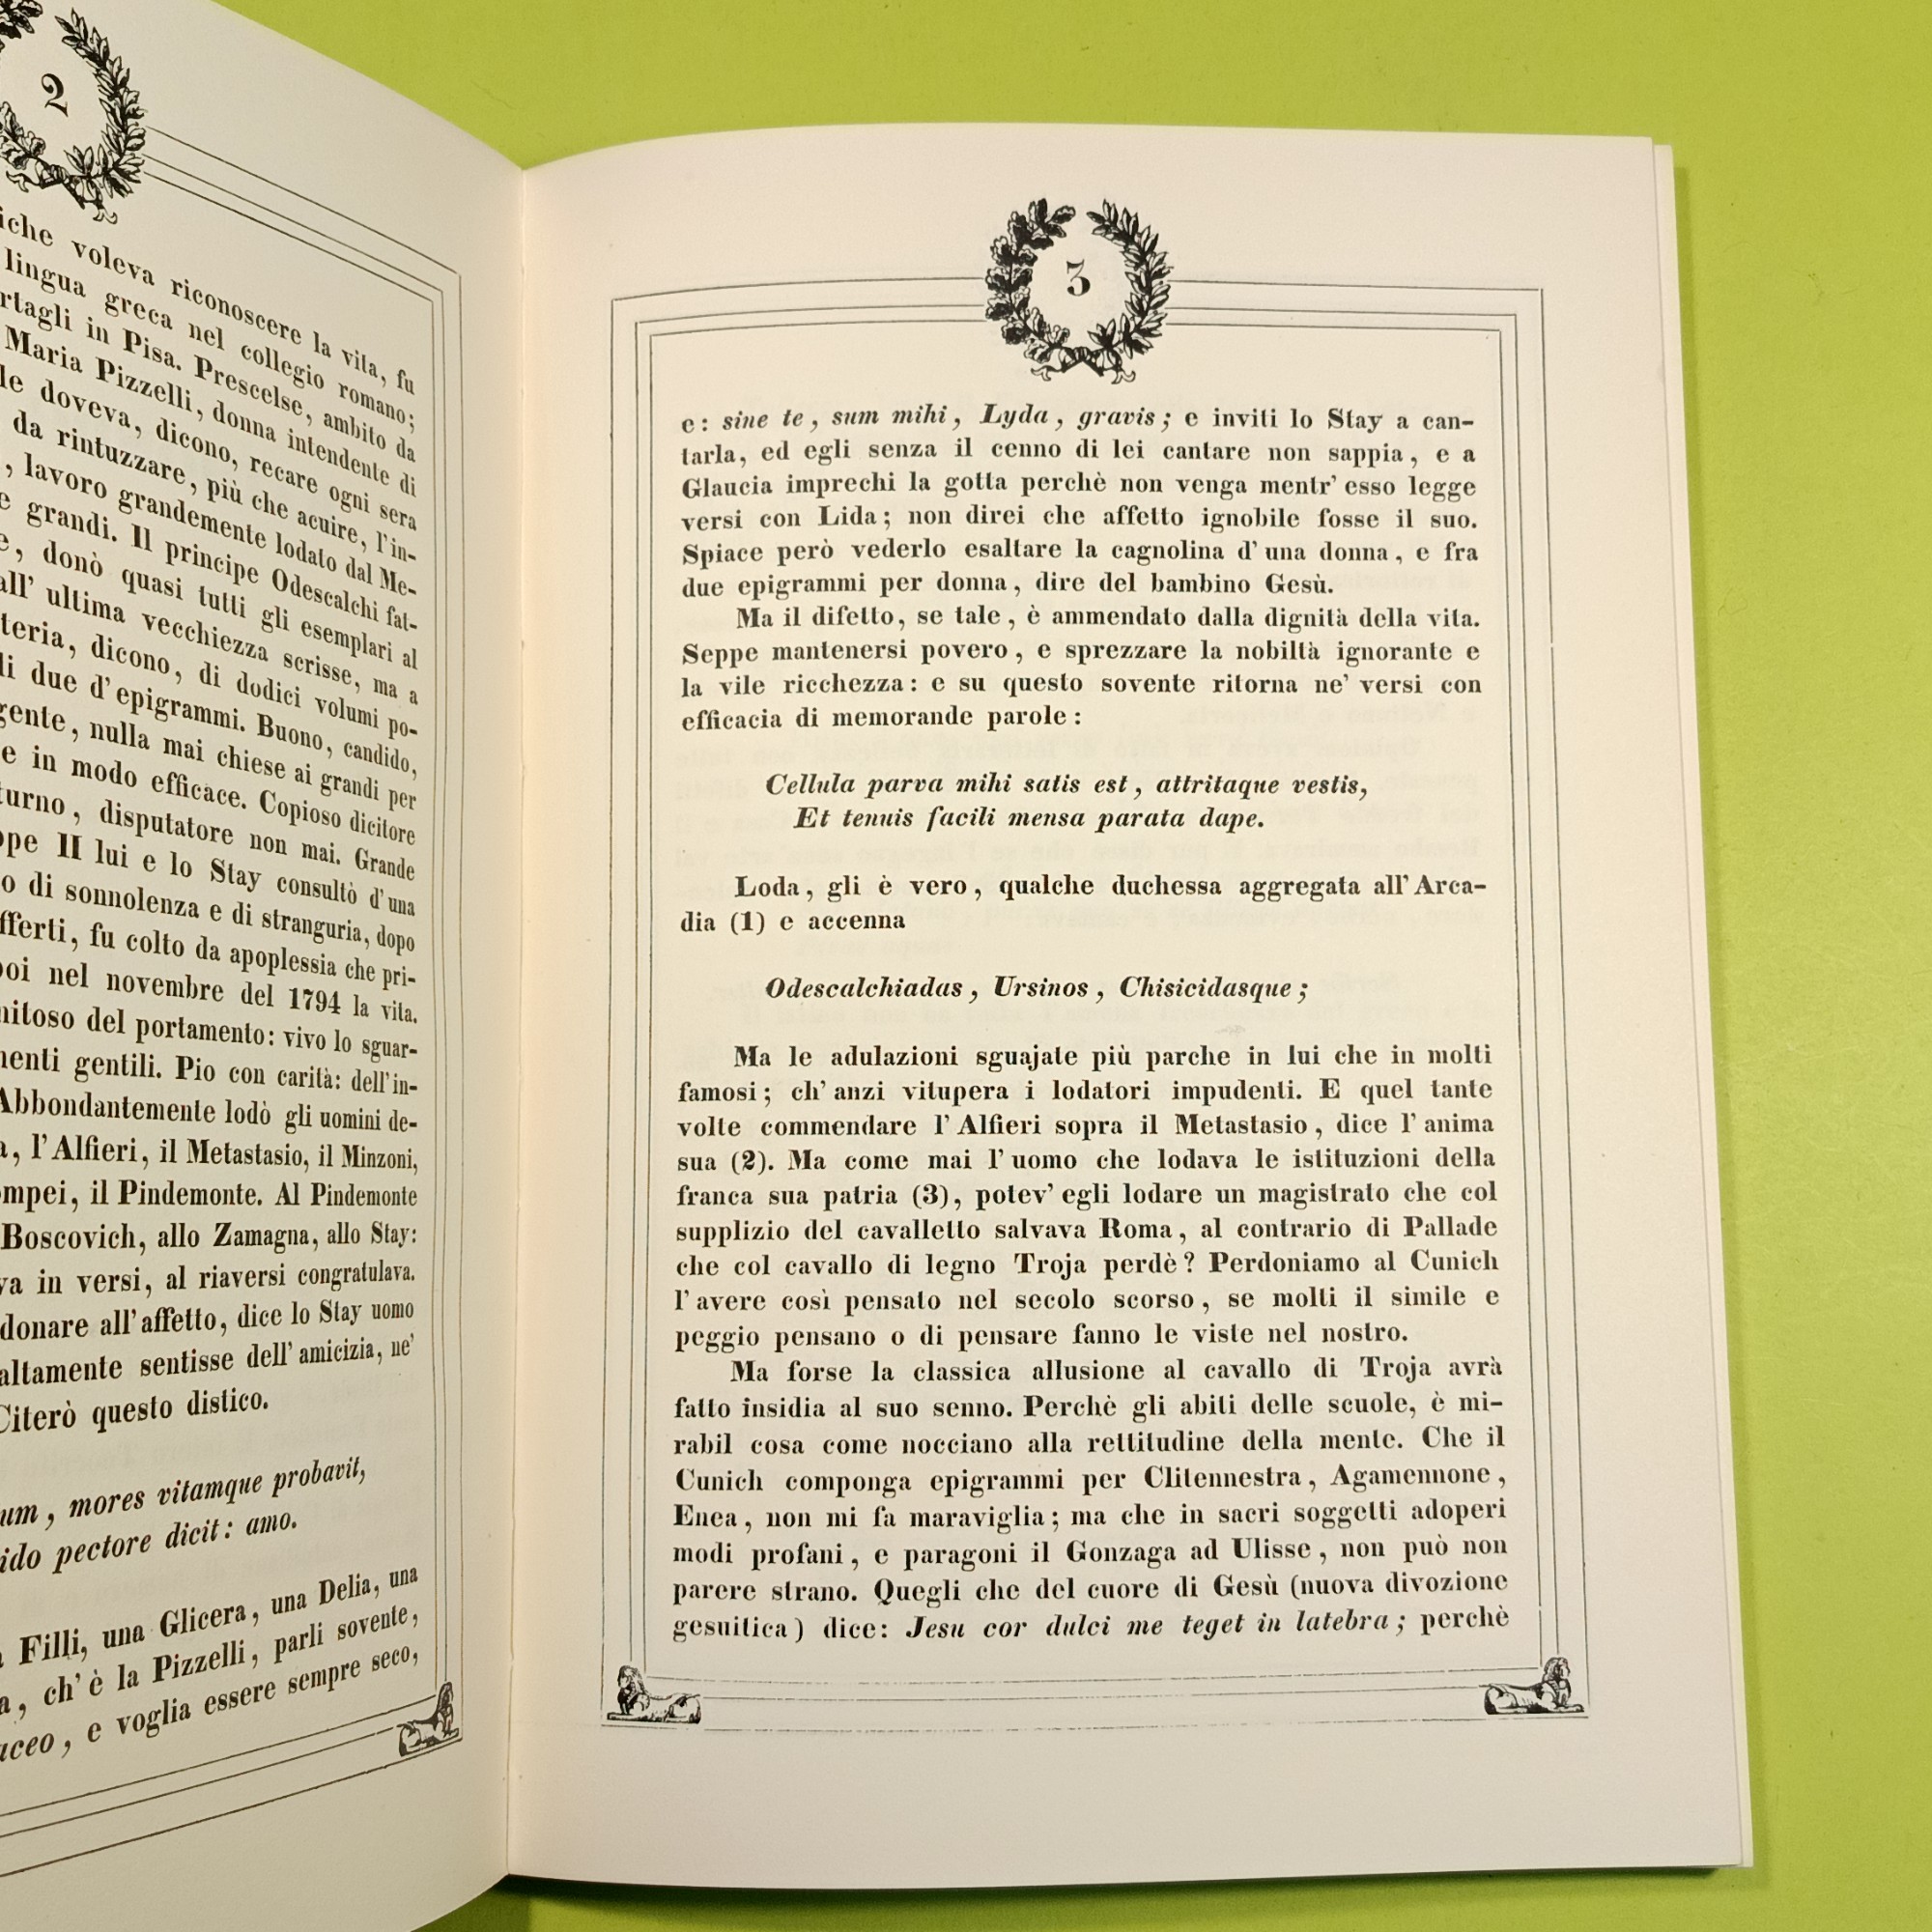 2
voleva riconoscere la vita, fu
lingua greca nel collegio romano;
in Pisa. Prescelse, ambito da
Maria Pizzelli, donna intendente di
doveva, dicono, recare ogni sera
da rintuzzare, più che acuire, l'in-
, lavoro grandemente lodato dal Me-
grandi. Il principe Odescalchi fat-
, donò quasi tutti gli esemplari al
all' ultima vecchiezza scrisse, ma a
dicono, di dodici volumi po-
due d'epigrammi. Buono, candido,
nulla mai chiese ai grandi per
e in modo efficace. Copioso dicitore
, disputatore non mai. Grande
II lui e lo Stay consultò d'una
di sonnolenza e di stranguria, dopo
fu colto da apoplessia che pri-
nel novembre del 1794 la vita.
del portamento: vivo lo sguar-
gentili. Pio con carità: dell'in-
Abbondantemente lodò gli uomini de-
, l'Alfieri, il Metastasio, il Minzoni,
il Pindemonte. Al Pindemonte
Boscovich, allo Zamagna, allo Stay:
in versi, al riaversi congratulava.
donare all'affetto, dice lo Stay uomo
altamente sentisse dell'amicizia, ne'
Citerò questo distico.
, mores vitamque probavit,
pectore dicit: amo.
Filli, una Glicera, una Delia, una
, ch'è la Pizzelli, parli sovente,
, e voglia essere sempre seco,
3
e: sine te, sum mihi, Lyda, gravis; e inviti lo Stay a can-
tarla, ed egli senza il cenno di lei cantare non sappia, e a
Glaucia imprechi la gotta perchè non venga mentr' esso legge
versi con Lida; non direi che affetto ignobile fosse il suo.
Spiace però vederlo esaltare la cagnolina d'una donna, e fra
due epigrammi per donna, dire del bambino Gesù.
Ma il difetto, se tale, è ammendato dalla dignità della vita.
Seppe mantenersi povero, e sprezzare la nobiltà ignorante e
la vile ricchezza: e su questo sovente ritorna ne' versi con
efficacia di memorande parole:
Cellula parva mihi satis est, attritaque vestis,
Et tenuis facili mensa parata dape.
Loda, gli è vero, qualche duchessa aggregata all'Arca-
dia (1) e accenna
Odescalchiadas, Ursinos, Chisicidasque;
Ma le adulazioni sguajate più parche in lui che in molti
famosi; ch'anzi vitupera i lodatori impudenti. E quel tante
volte commendare l'Alfieri sopra il Metastasio, dice l'anima
sua (2). Ma come mai l'uomo che lodava le istituzioni della
franca sua patria (3), potev'egli lodare un magistrato che col
supplizio del cavalletto salvava Roma, al contrario di Pallade
che col cavallo di legno Troja perdè? Perdoniamo al Cunich
l'avere così pensato nel secolo scorso, se molti il simile e
peggio pensano o di pensare fanno le viste nel nostro.
Ma forse la classica allusione al cavallo di Troja avrà
fatto insidia al suo senno. Perchè gli abiti delle scuole, è mi-
rabil cosa come nocciano alla rettitudine della mente. Che il
Cunich componga epigrammi per Clitennestra, Agamennone,
Enea, non mi fa maraviglia; ma che in sacri soggetti adoperi
modi profani, e paragoni il Gonzaga ad Ulisse, non può non
parere strano. Quegli che del cuore di Gesù (nuova divozione
gesuitica) dice: Jesu cor dulci me teget in latebra; perchè